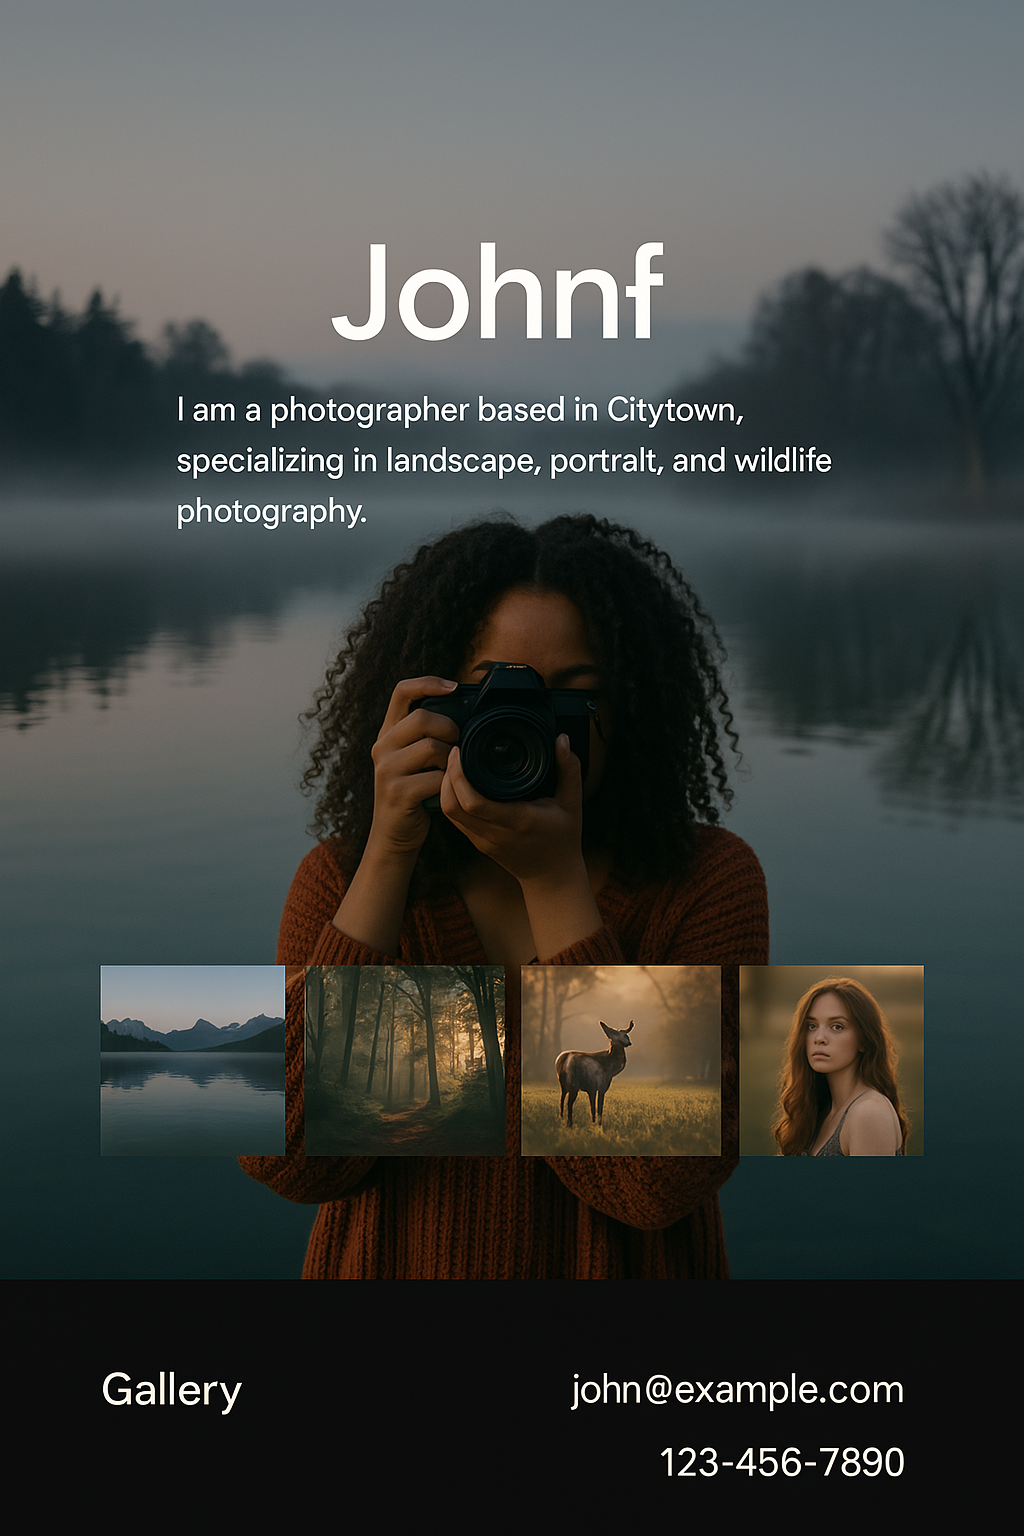 Johnf
I am a photographer based in Citytown,
specializing in landscape, portralt, and wildlife
photography.
Gallery
john@example.com
123-456-7890